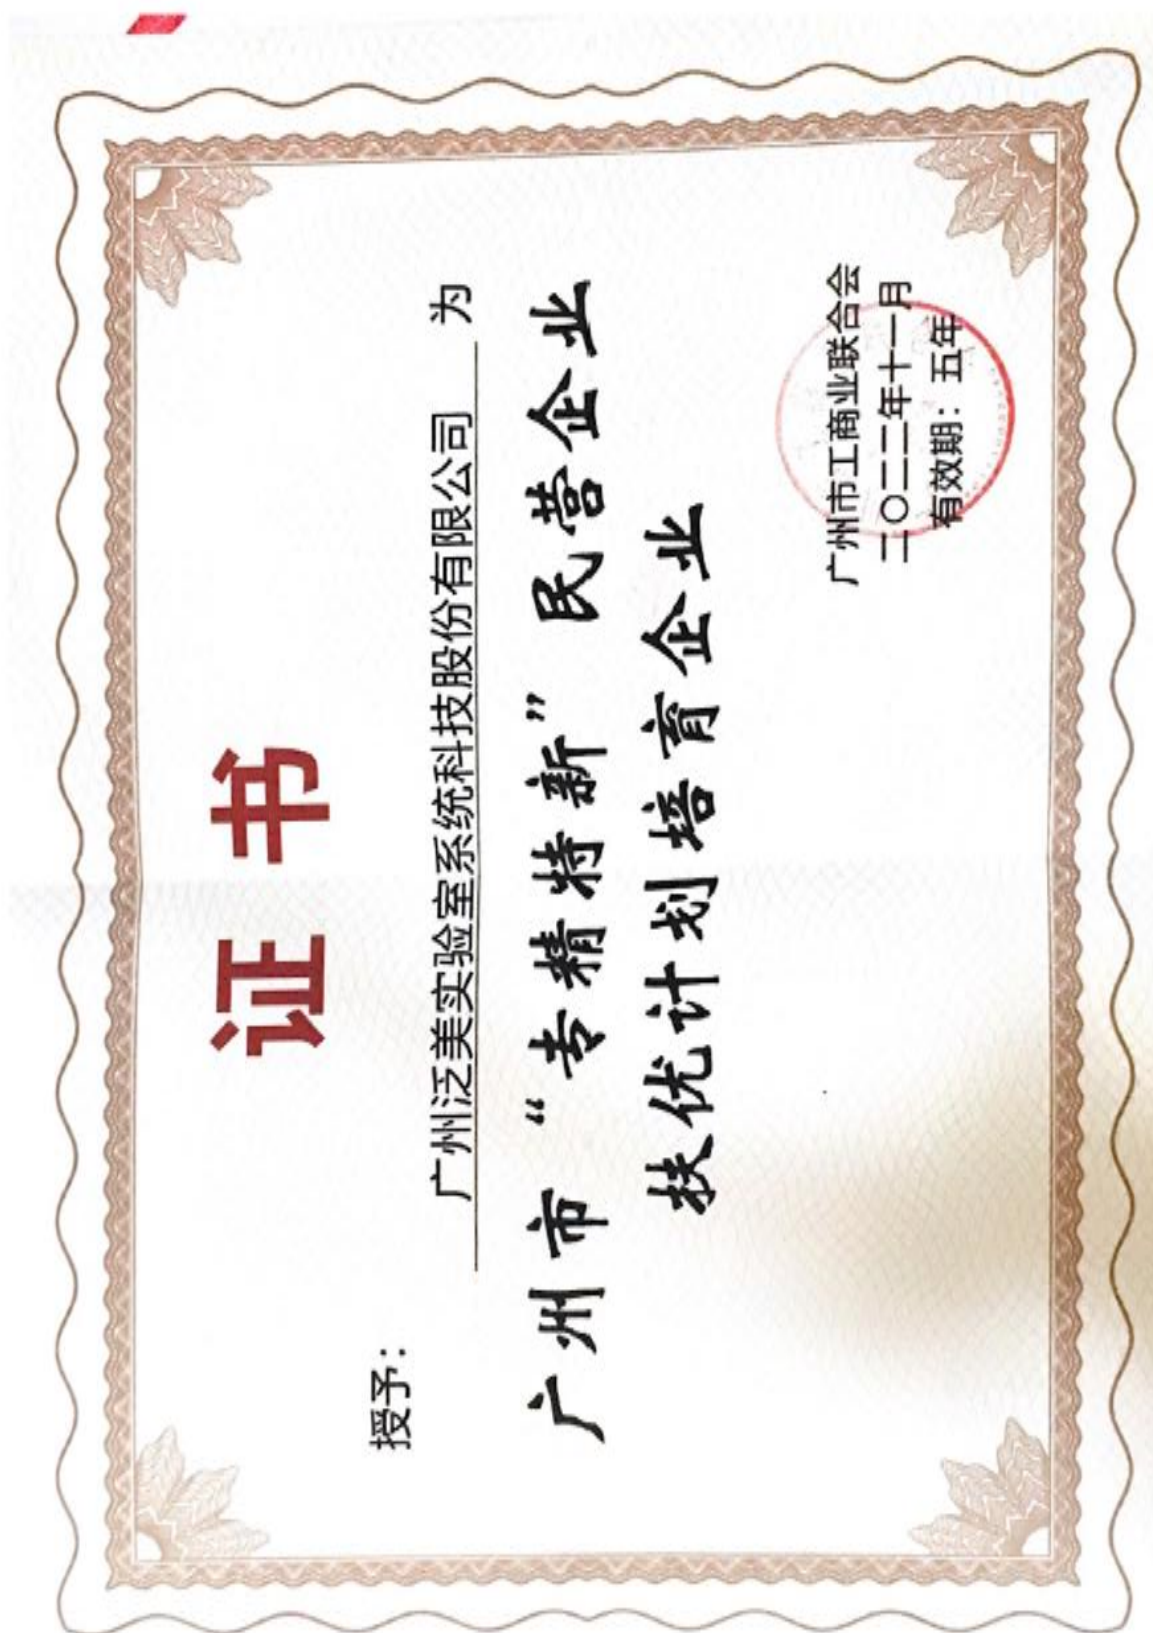 证书
授予：
广州泛美实验室系统科技股份有限公司 为
广州市“专精特新”民营企业
扶优计划培育企业
广州市工商业联合会
二〇二二年十一月
有效期：五年